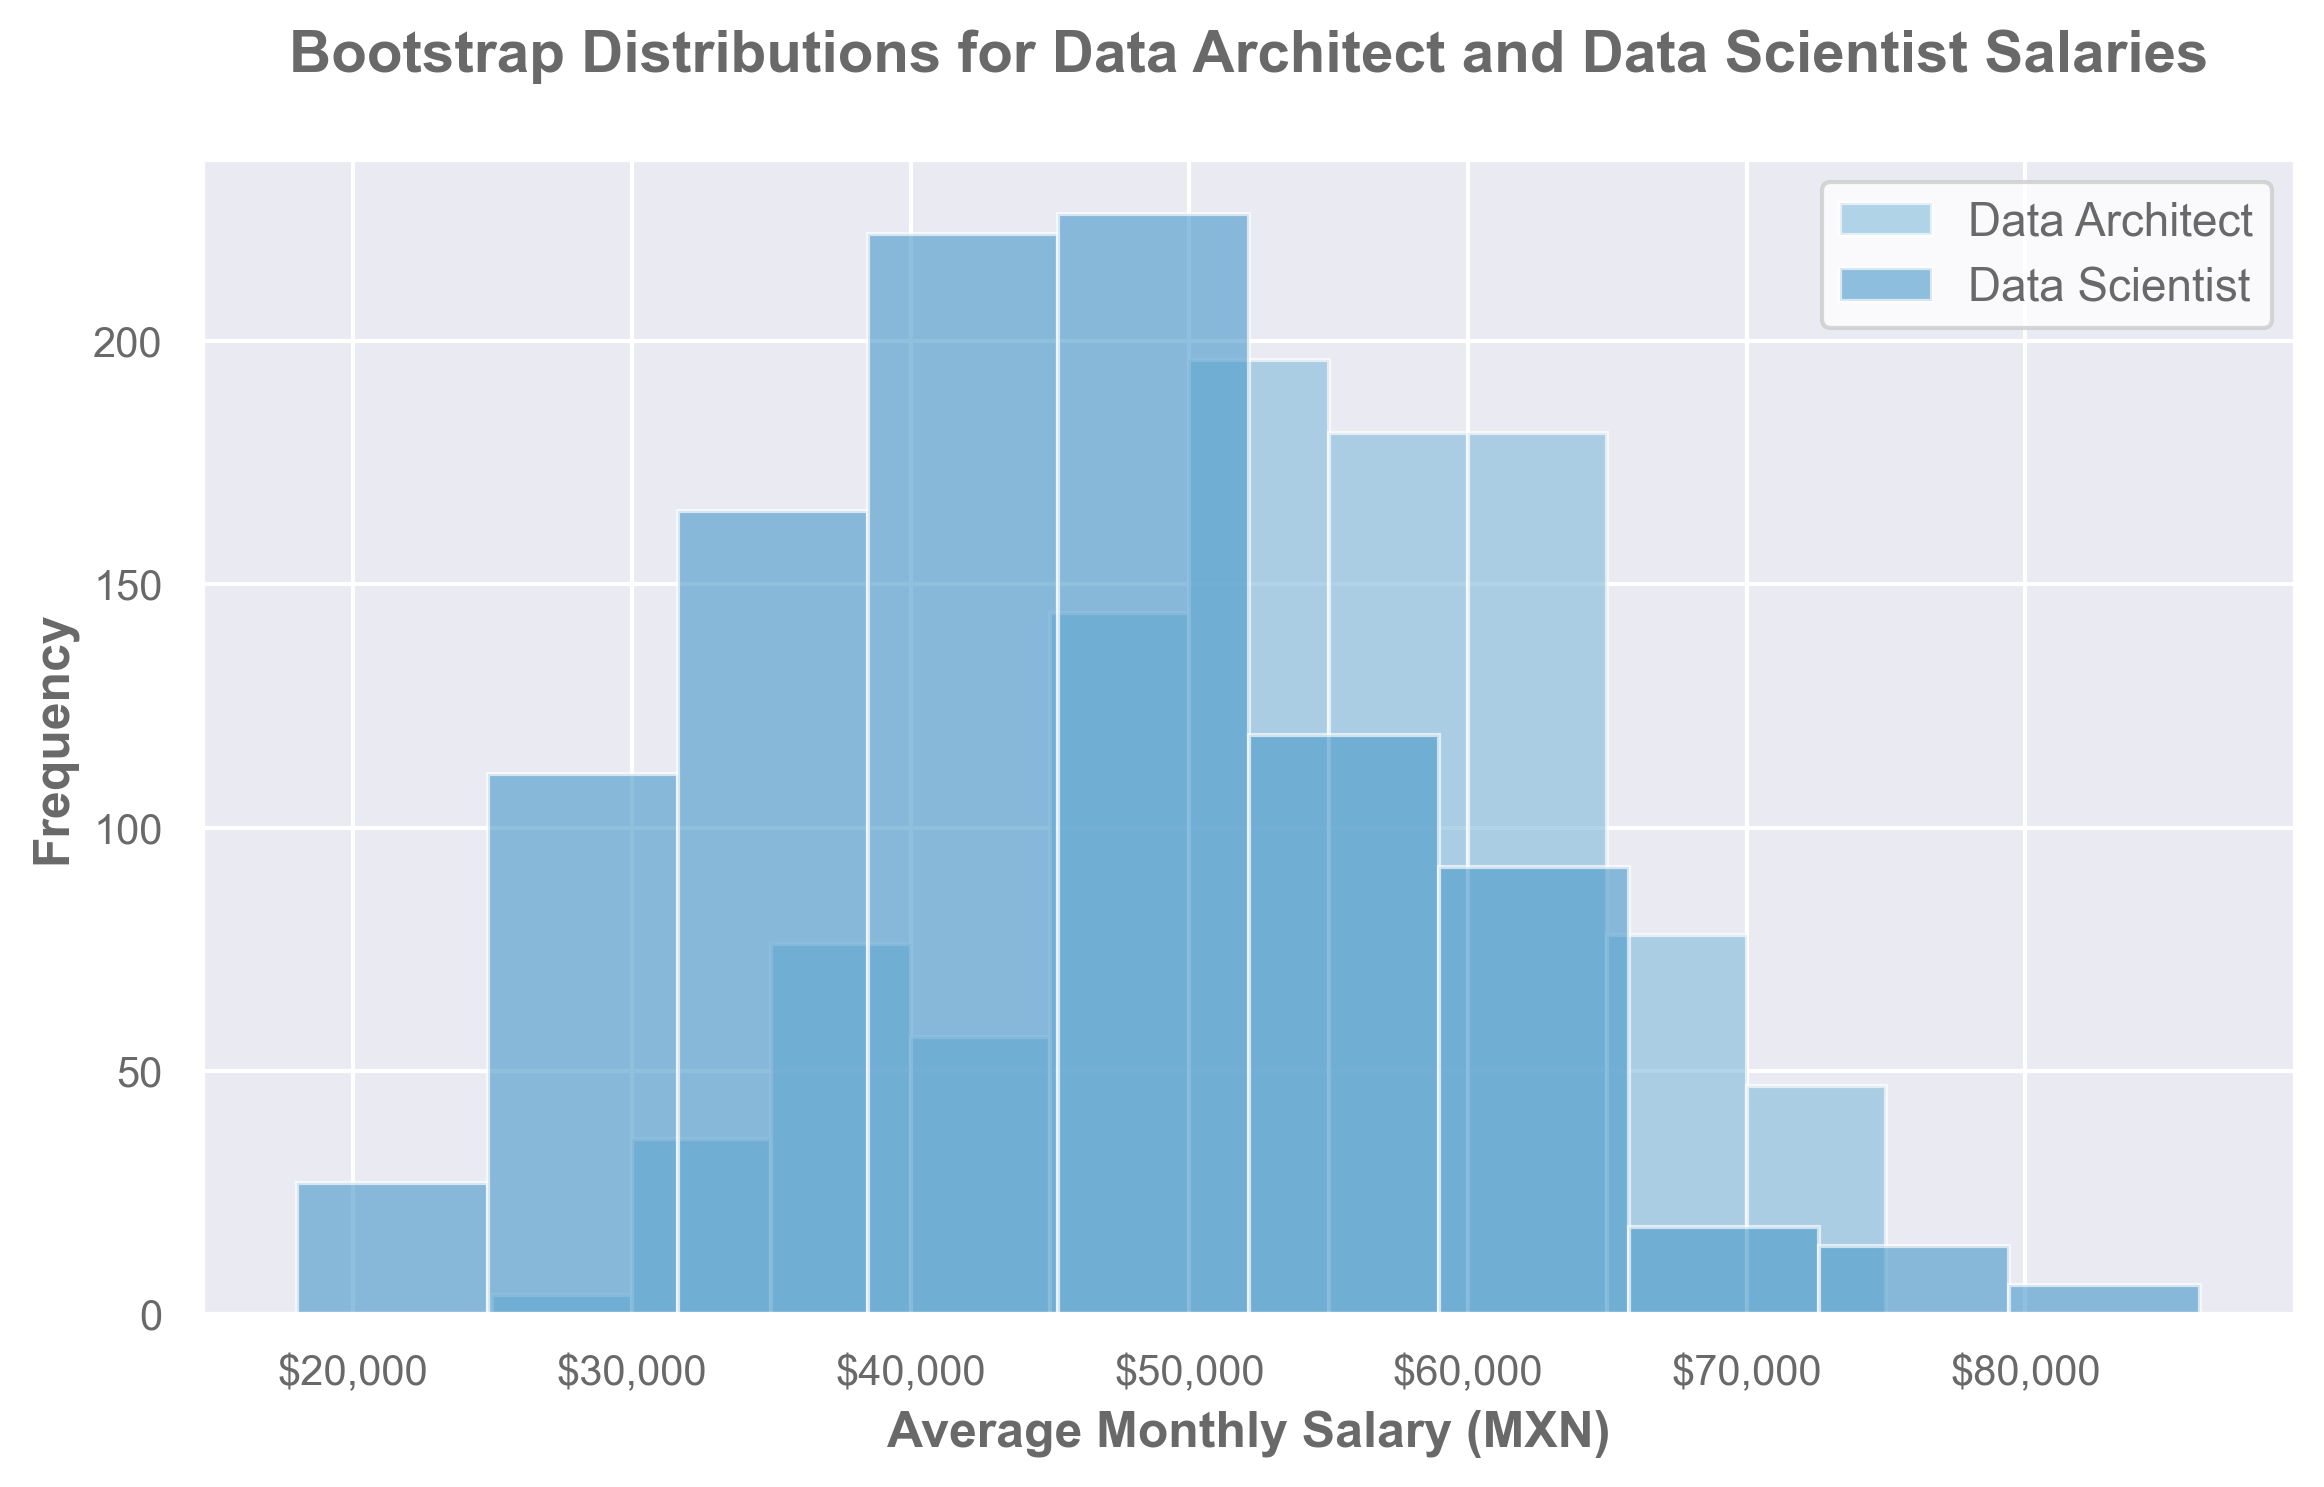 Bootstrap Distributions for Data Architect and Data Scientist Salaries
Data Architect
Data Scientist
Frequency
200
150
100
50
0
$20,000 $30,000 $40,000 $50,000 $60,000 $70,000 $80,000
Average Monthly Salary (MXN)